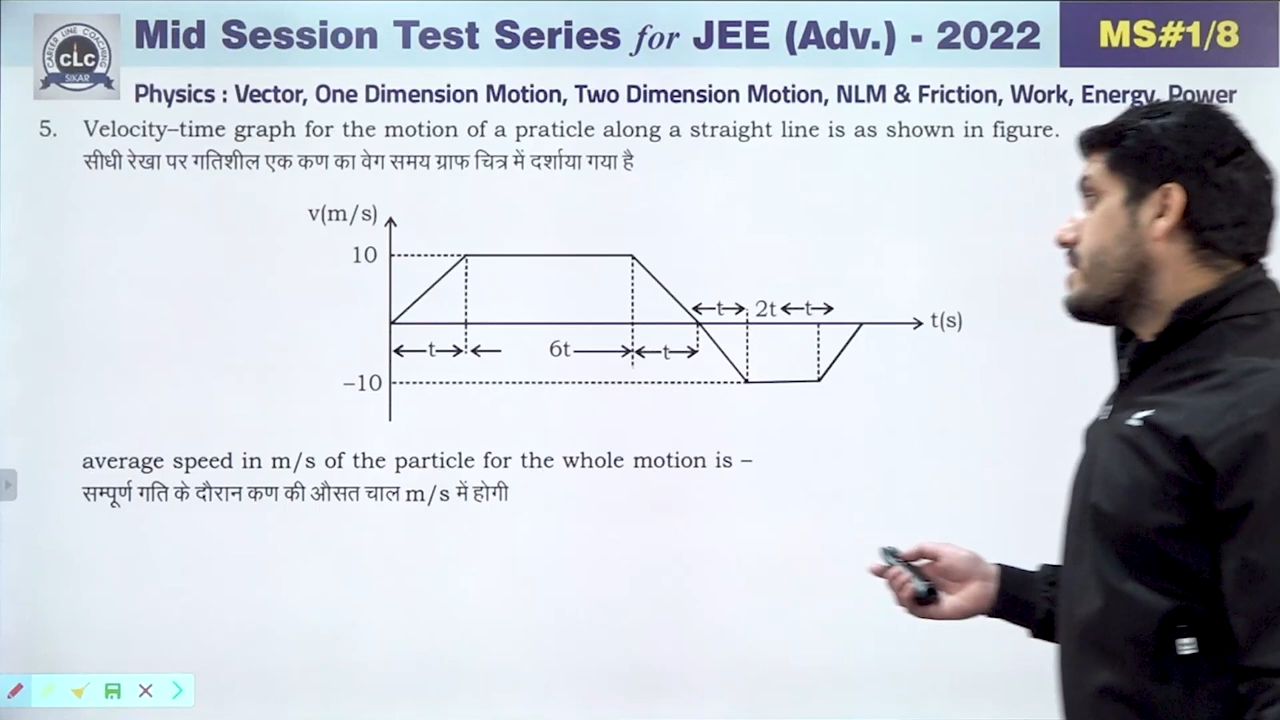 CAREER LINE COACHING
CLC
SIKAR
Mid Session Test Series for JEE (Adv.) - 2022
MS#1/8
Physics : Vector, One Dimension Motion, Two Dimension Motion, NLM & Friction, Work, Energy, Power
5. Velocity–time graph for the motion of a praticle along a straight line is as shown in figure.
सीधी रेखा पर गतिशील एक कण का वेग समय ग्राफ चित्र में दर्शाया गया है
v(m/s)
10
t 2t t
t(s)
t 6t t
–10
average speed in m/s of the particle for the whole motion is –
सम्पूर्ण गति के दौरान कण की औसत चाल m/s में होगी